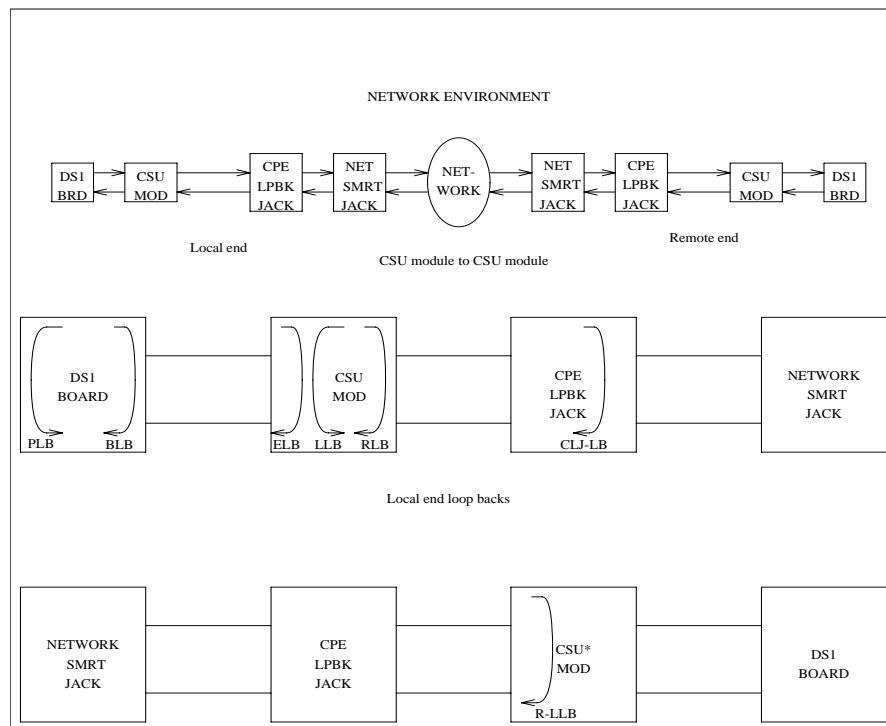 NETWORK ENVIRONMENT
DS1
BRD
CSU
MOD
CPE
LPBK
JACK
NET
SMRT
JACK
NET-
WORK
NET
SMRT
JACK
CPE
LPBK
JACK
CSU
MOD
DS1
BRD
Local end
Remote end
CSU module to CSU module
DS1
BOARD
PLB
BLB
CSU
MOD
ELB
LLB
RLB
CPE
LPBK
JACK
CLJ-LB
NETWORK
SMRT
JACK
Local end loop backs
NETWORK
SMRT
JACK
CPE
LPBK
JACK
CSU*
MOD
R-LLB
DS1
BOARD